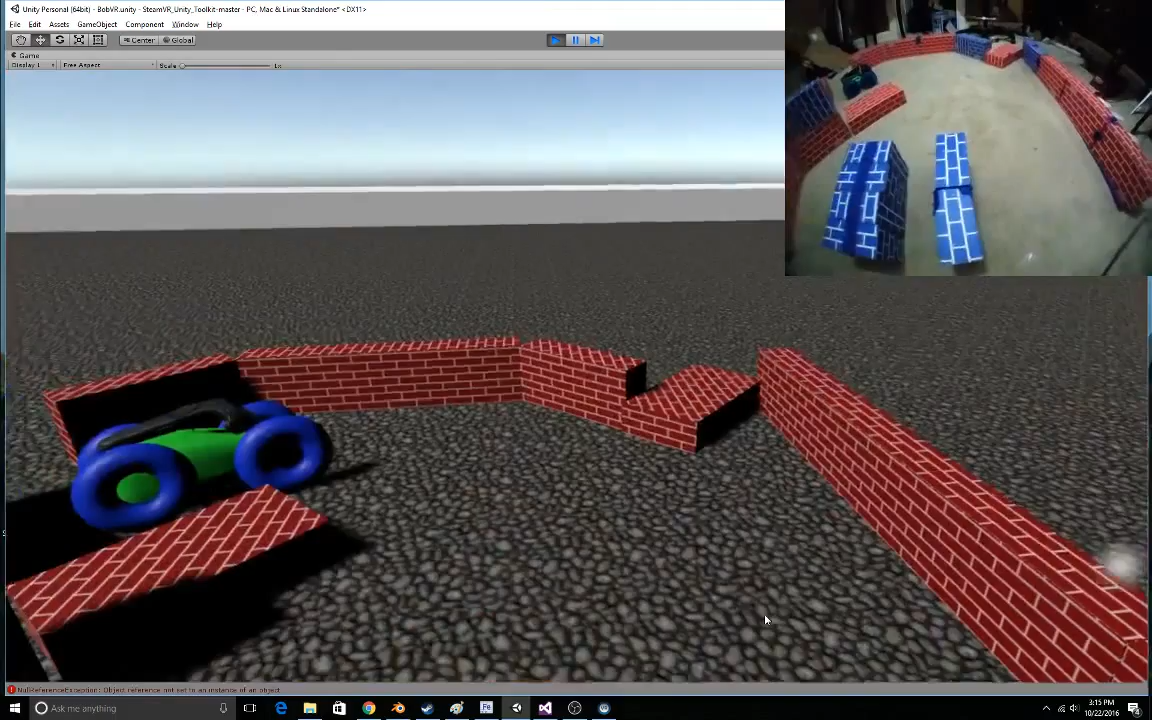 Unity Personal (64bit) - BobVR.unity - SteamVR_Unity_Toolkit-master - PC, Mac & Linux Standalone* <DX11>
File Edit Assets GameObject Component Window Help
Center Global
Game
Display 1 Free Aspect Scale 1x
NullReferenceException: Object reference not set to an instance of an object
Ask me anything
3:15 PM
10/22/2016